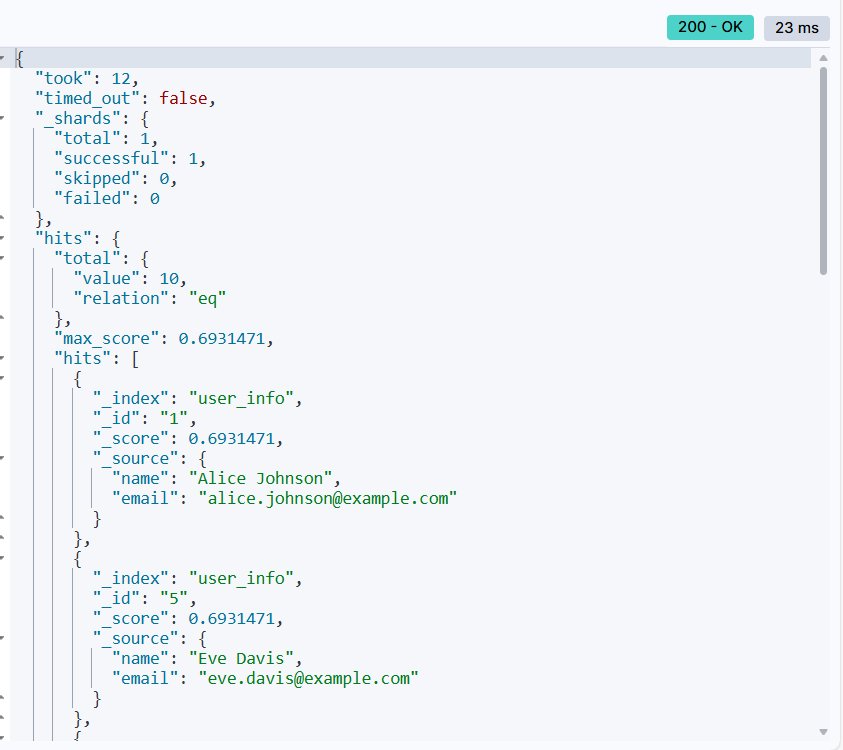 200 - OK 23 ms
{
"took": 12,
"timed_out": false,
"_shards": {
"total": 1,
"successful": 1,
"skipped": 0,
"failed": 0
},
"hits": {
"total": {
"value": 10,
"relation": "eq"
},
"max_score": 0.6931471,
"hits": [
{
"_index": "user_info",
"_id": "1",
"_score": 0.6931471,
"_source": {
"name": "Alice Johnson",
"email": "alice.johnson@example.com"
}
},
{
"_index": "user_info",
"_id": "5",
"_score": 0.6931471,
"_source": {
"name": "Eve Davis",
"email": "eve.davis@example.com"
}
},
{